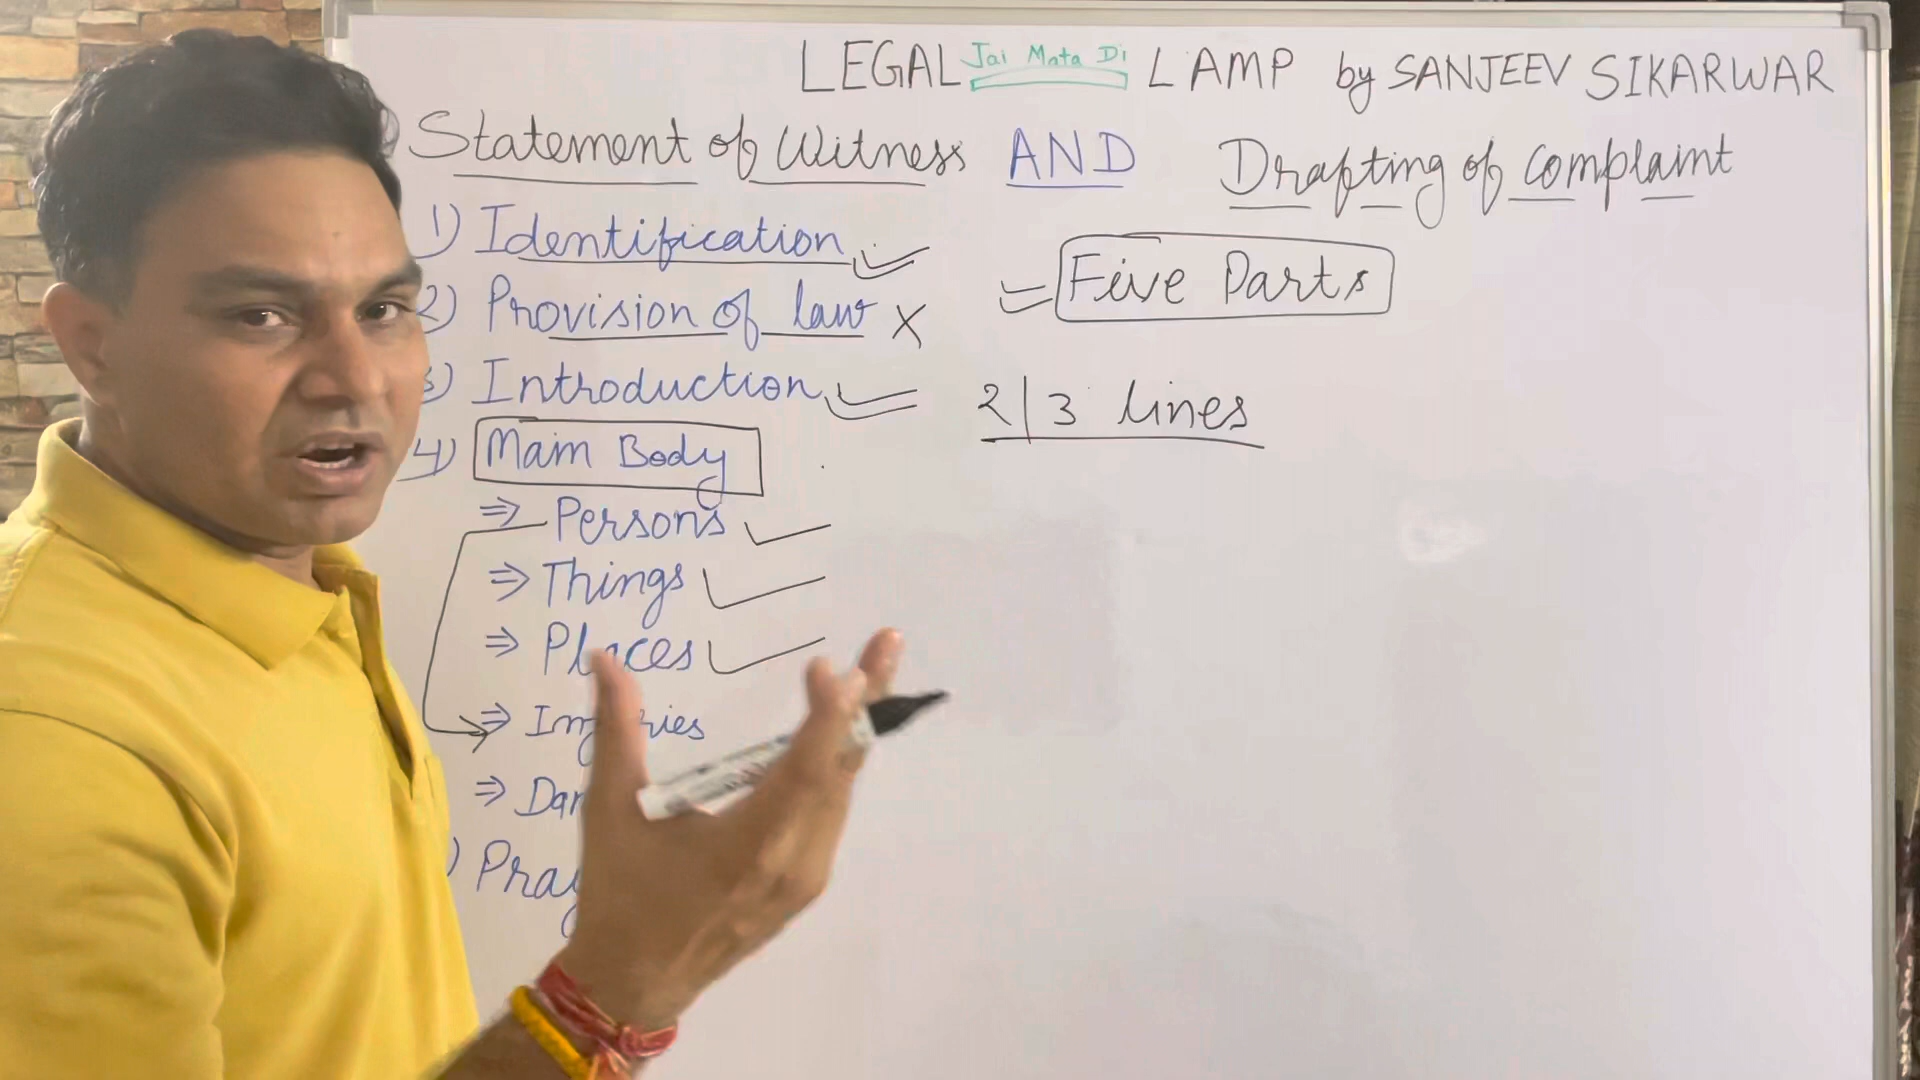 LEGAL Jai Mata Di LAMP by SANJEEV SIKARWAR
Statement of Witness AND Drafting of complaint
1) Identification
Five Parts
2) Provision of law X
3) Introduction 2/3 lines
4) Main Body
⇒ Persons
⇒ Things
⇒ Places
⇒
⇒